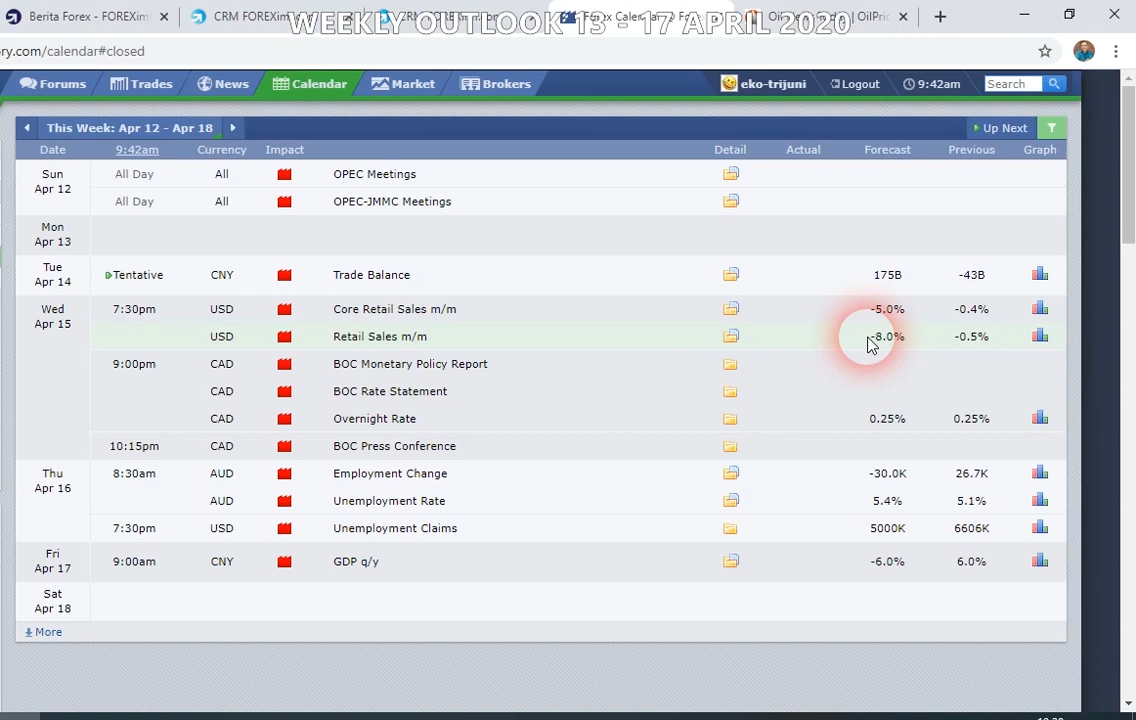 Berita Forex - FOREXim
CRM FOREXim
WEEKLY OUTLOOK 13 - 17 APRIL 2020
ry.com/calendar#closed
Forums Trades News Calendar Market Brokers eko-trijuni Logout 9:42am Search
This Week: Apr 12 - Apr 18 Up Next
Date 9:42am Currency Impact Detail Actual Forecast Previous Graph
Sun
Apr 12
All Day All OPEC Meetings
All Day All OPEC-JMMC Meetings
Mon
Apr 13
Tue
Apr 14
Tentative CNY Trade Balance 175B -43B
Wed
Apr 15
7:30pm USD Core Retail Sales m/m -5.0% -0.4%
USD Retail Sales m/m -8.0% -0.5%
9:00pm CAD BOC Monetary Policy Report
CAD BOC Rate Statement
CAD Overnight Rate 0.25% 0.25%
10:15pm CAD BOC Press Conference
Thu
Apr 16
8:30am AUD Employment Change -30.0K 26.7K
AUD Unemployment Rate 5.4% 5.1%
7:30pm USD Unemployment Claims 5000K 6606K
Fri
Apr 17
9:00am CNY GDP q/y -6.0% 6.0%
Sat
Apr 18
More